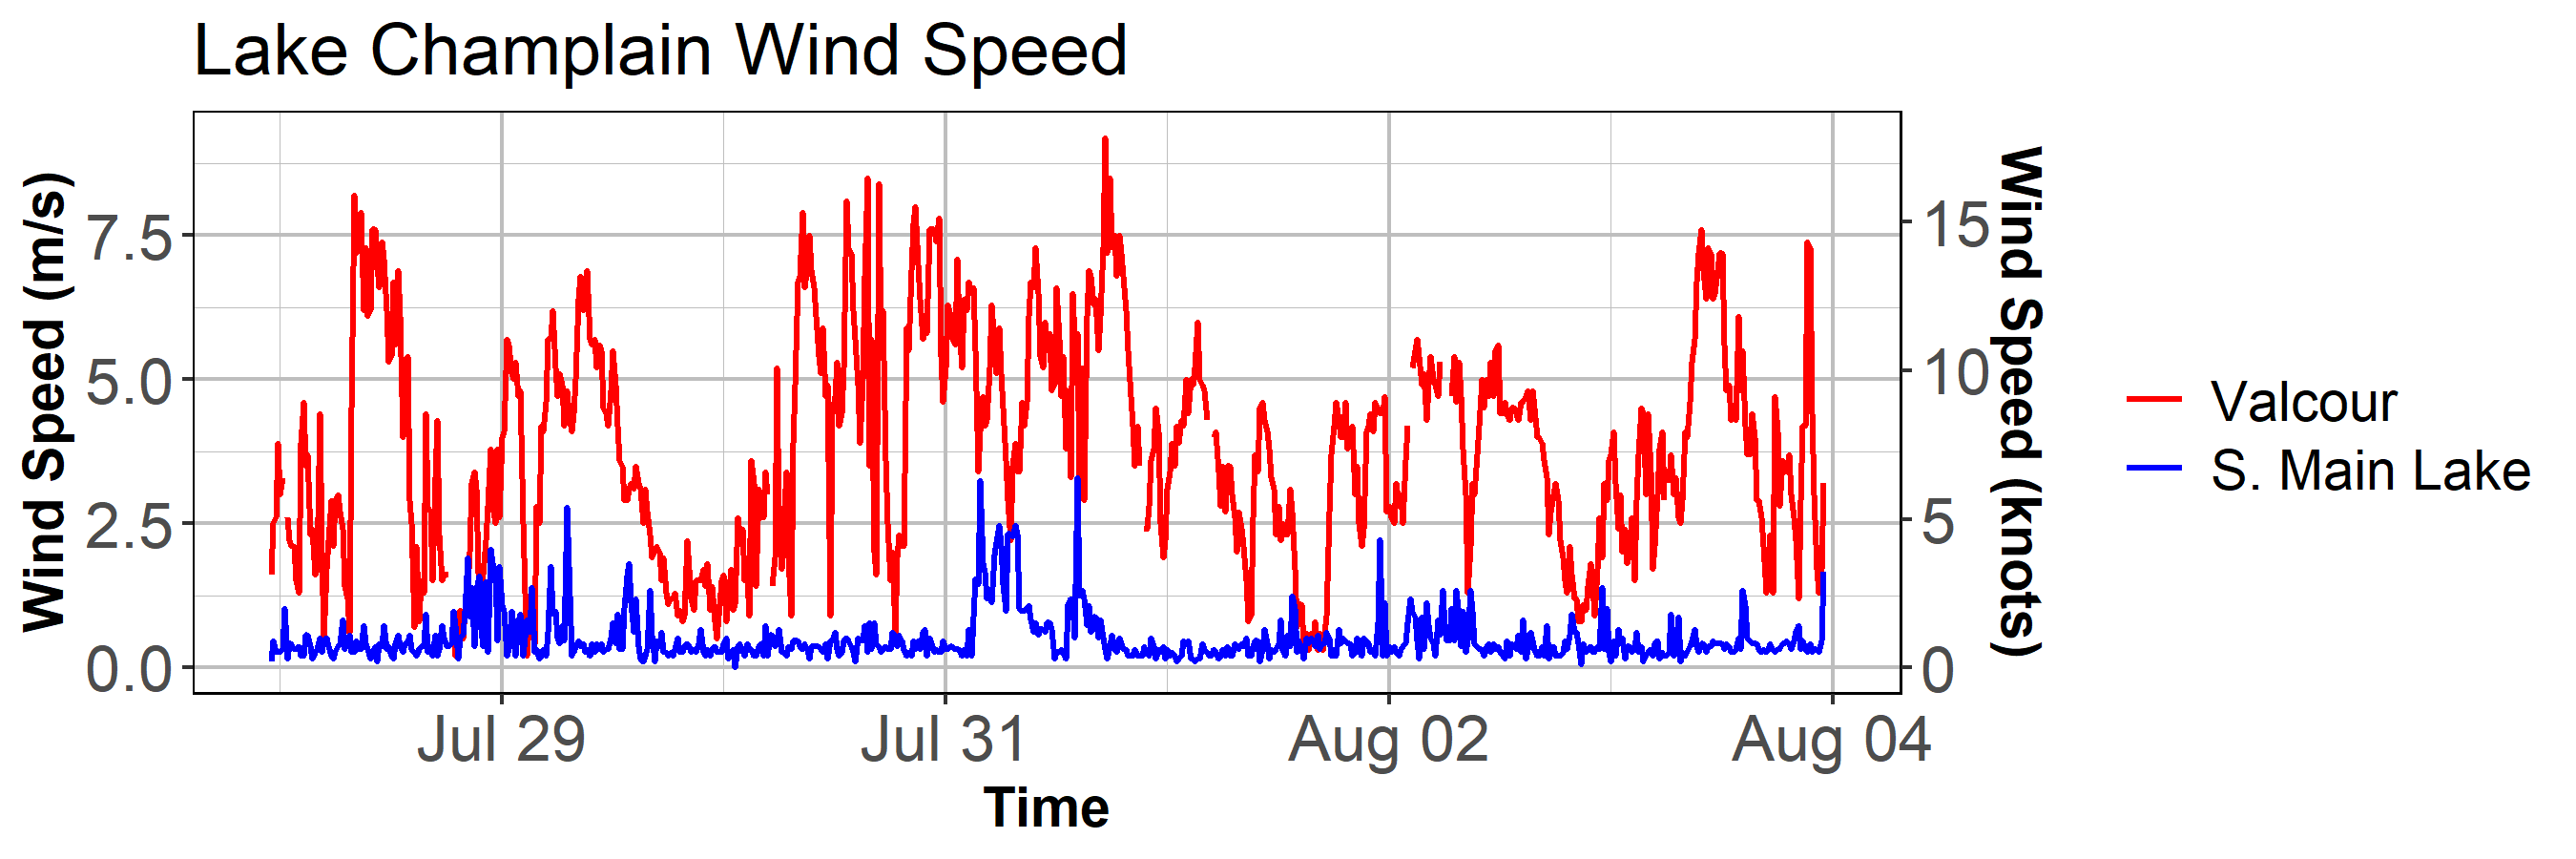 Lake Champlain Wind Speed
Wind Speed (m/s)
7.5
5.0
2.5
0.0
15
10
5
0
Wind Speed (knots)
Jul 29
Jul 31
Aug 02
Aug 04
Time
Valcour
S. Main Lake